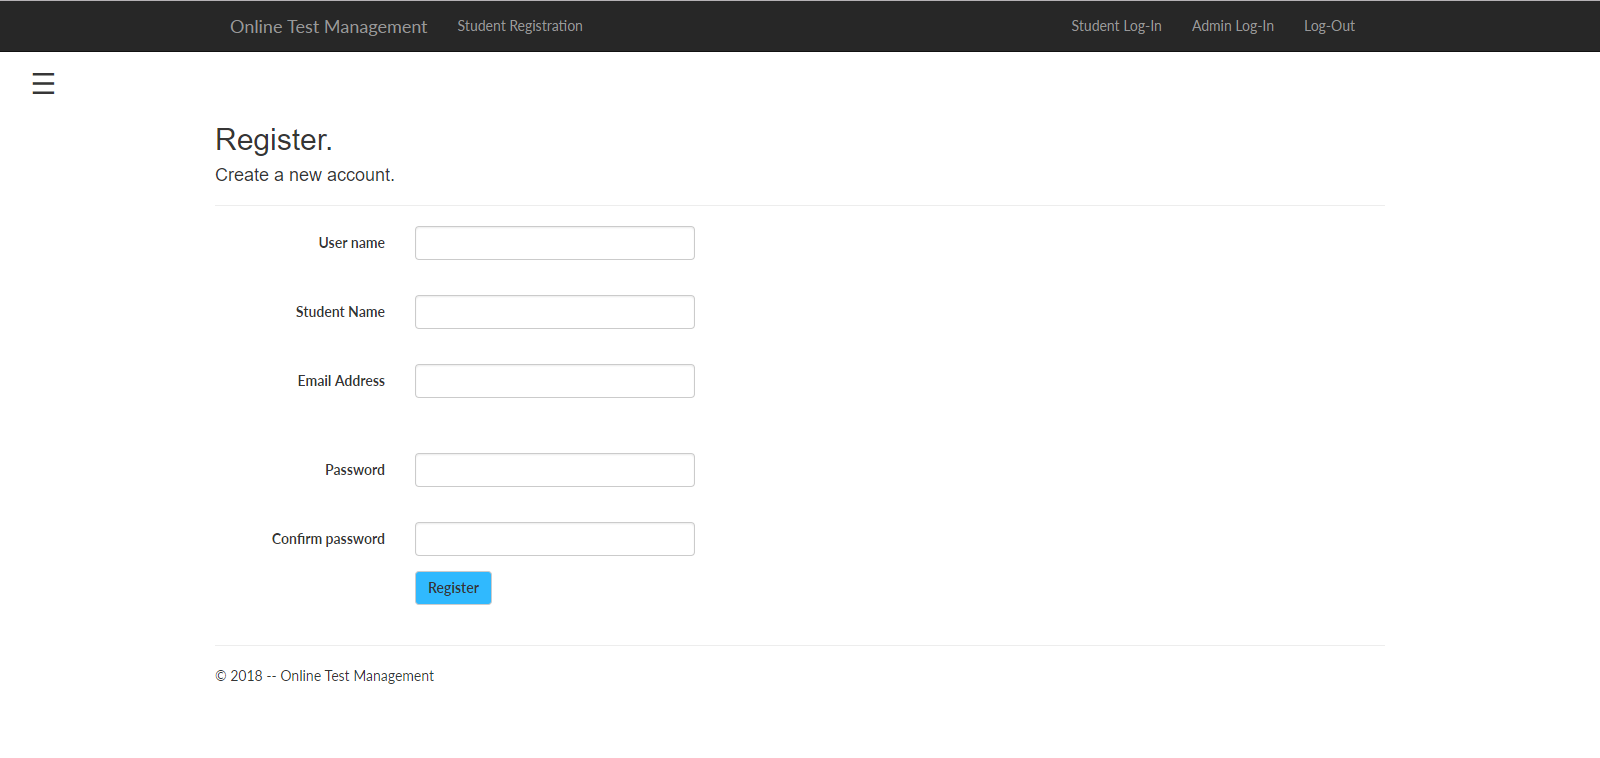 Online Test Management Student Registration Student Log-In Admin Log-In Log-Out
Register.
Create a new account.
User name
Student Name
Email Address
Password
Confirm password
Register
© 2018 -- Online Test Management